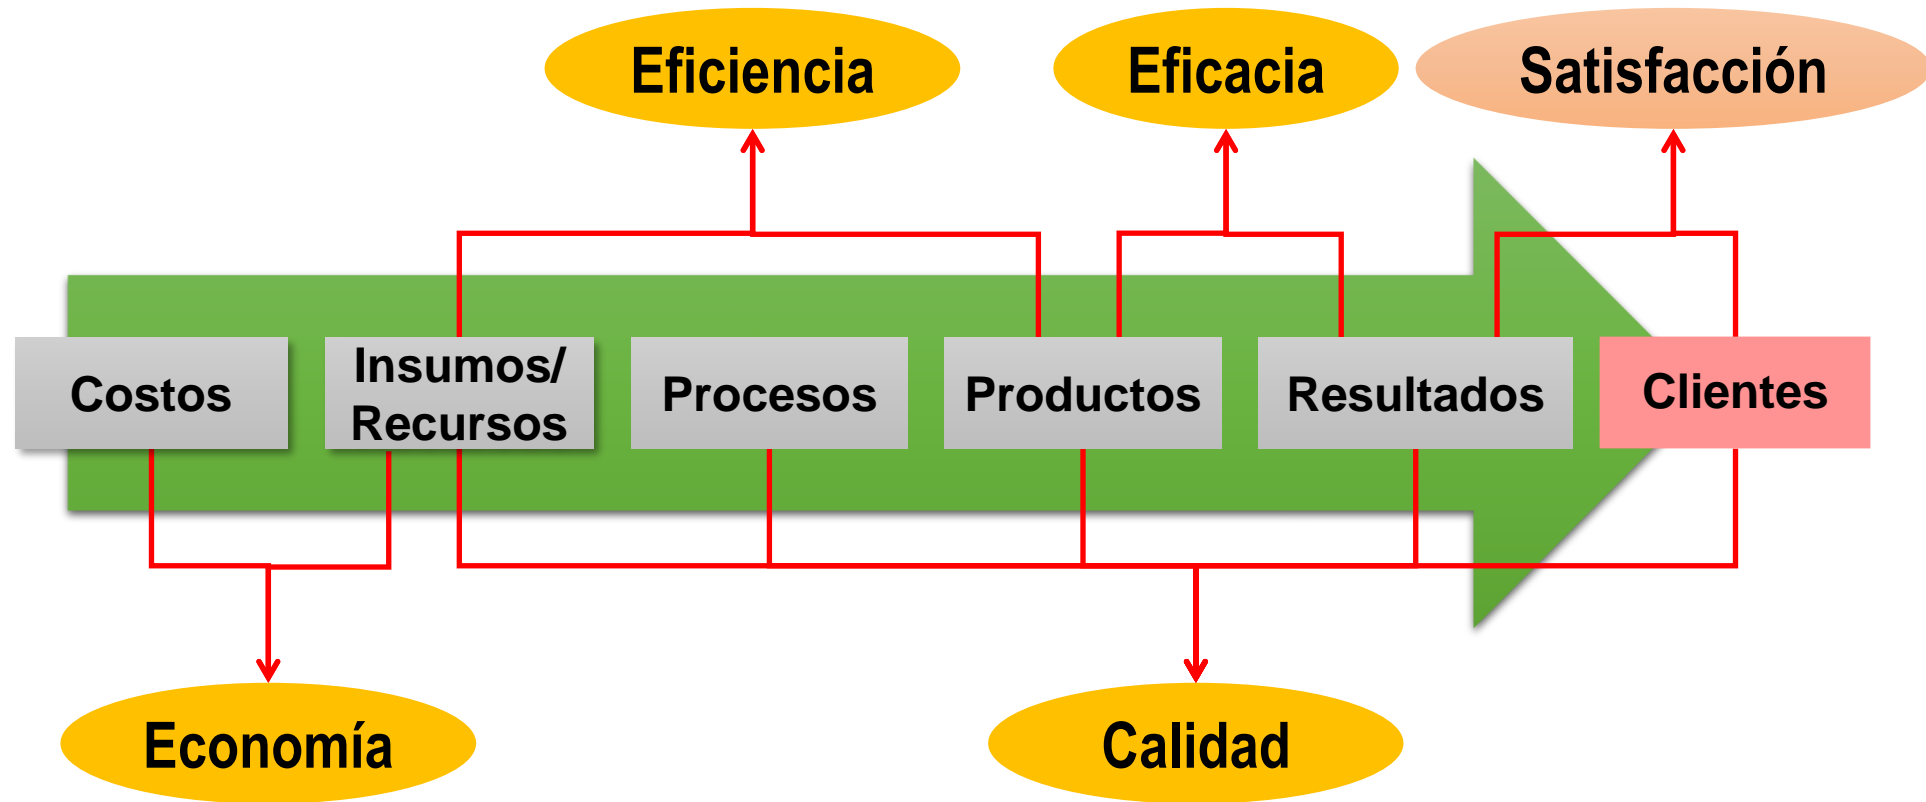 Eficiencia
Eficacia
Satisfacción
Costos
Insumos/
Recursos
Procesos
Productos
Resultados
Clientes
Economía
Calidad